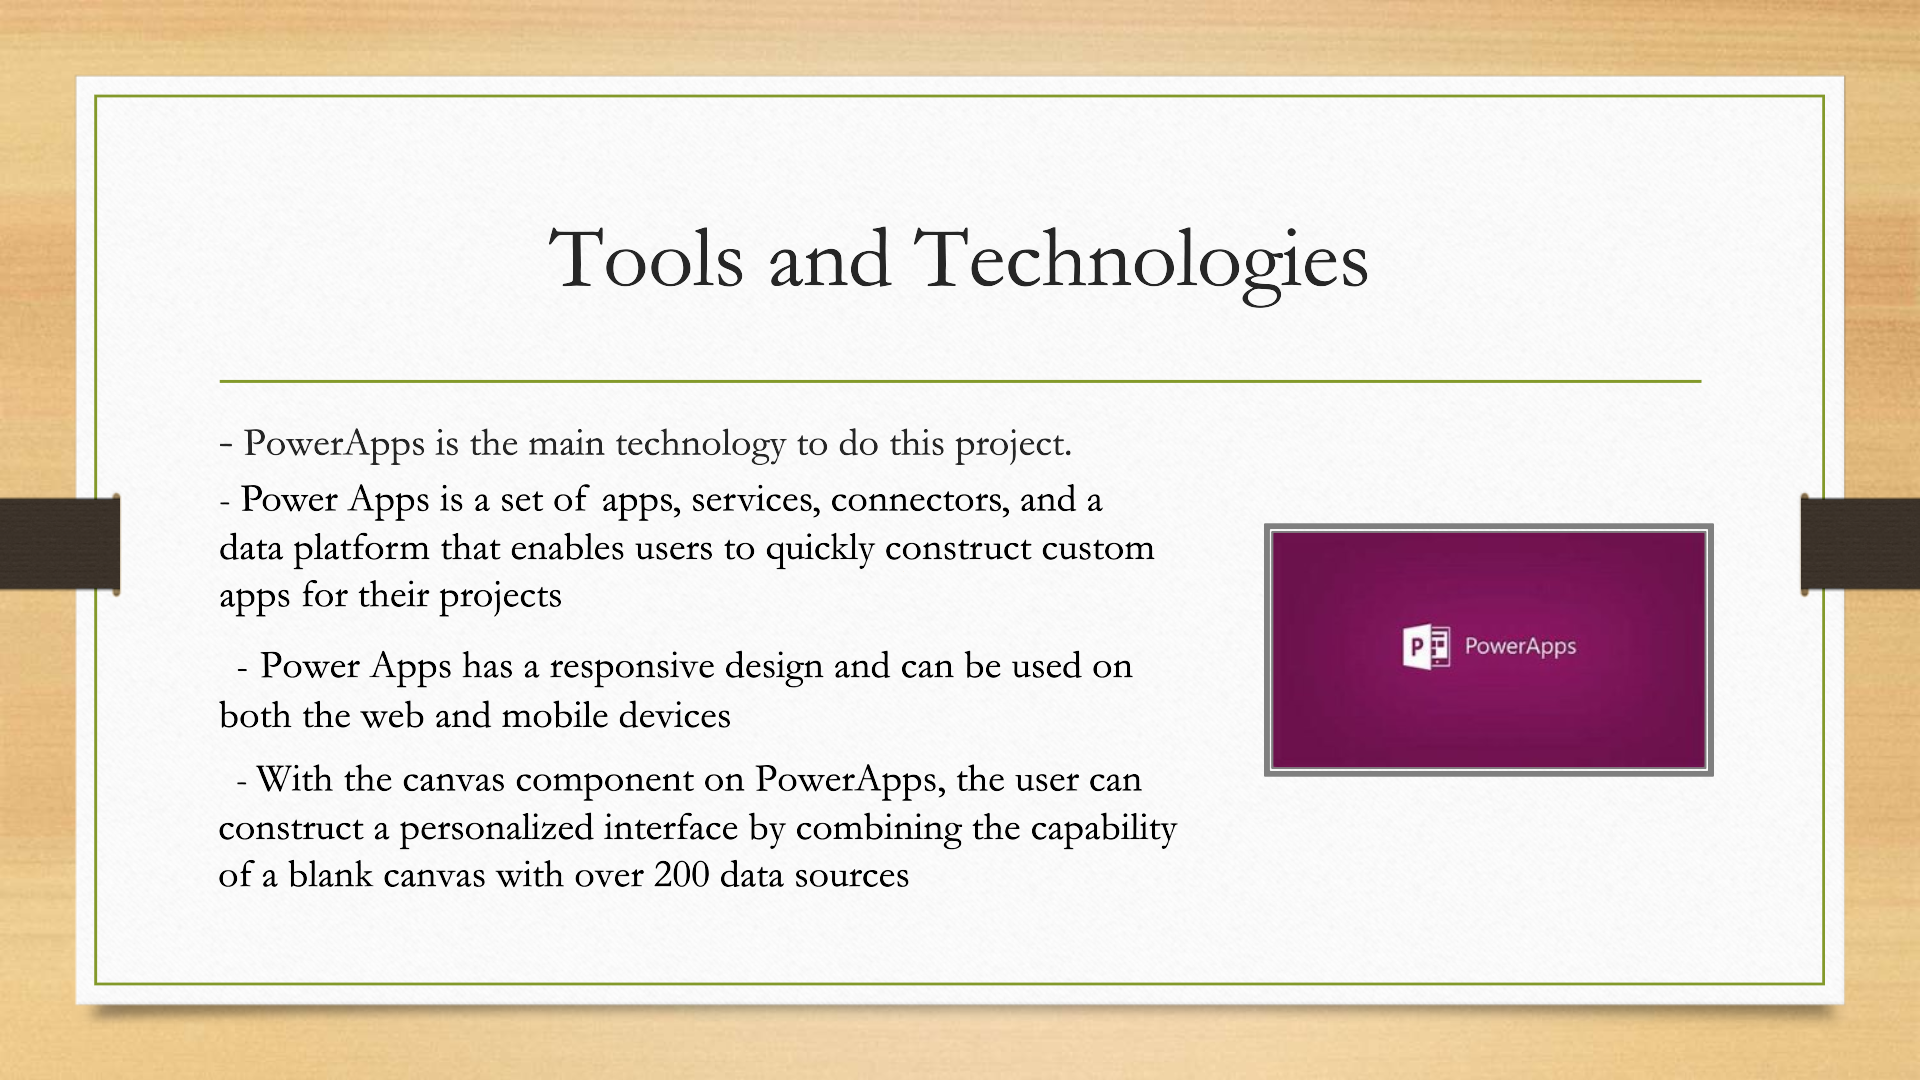 Tools and Technologies
- PowerApps is the main technology to do this project.
- Power Apps is a set of apps, services, connectors, and a
data platform that enables users to quickly construct custom
apps for their projects
- Power Apps has a responsive design and can be used on
both the web and mobile devices
- With the canvas component on PowerApps, the user can
construct a personalized interface by combining the capability
of a blank canvas with over 200 data sources
P PowerApps